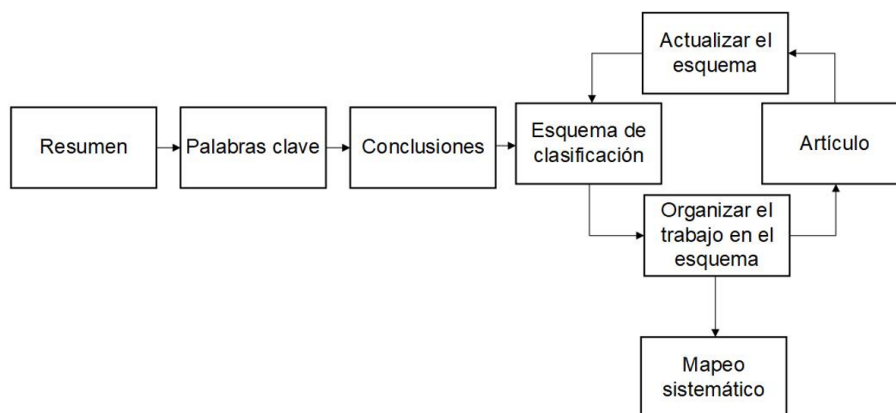 Actualizar el
esquema
Resumen
Palabras clave
Conclusiones
Esquema de
clasificación
Artículo
Organizar el
trabajo en el
esquema
Mapeo
sistemático